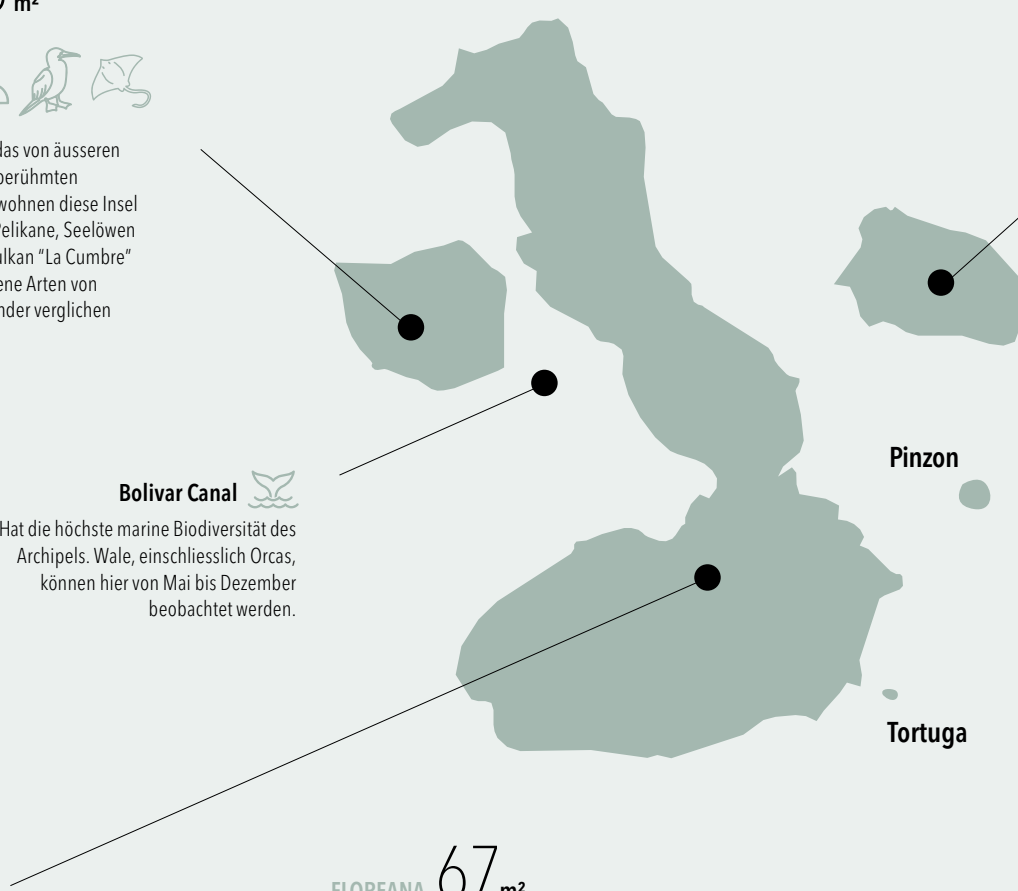 m²
das von äusseren
berühmten
wohnen diese Insel
Pelikane, Seelöwen
ulkan “La Cumbre”
ene Arten von
nder verglichen
Bolivar Canal
Hat die höchste marine Biodiversität des
Archipels. Wale, einschliesslich Orcas,
können hier von Mai bis Dezember
beobachtet werden.
Pinzon
Tortuga
FLOREANA 67 m²